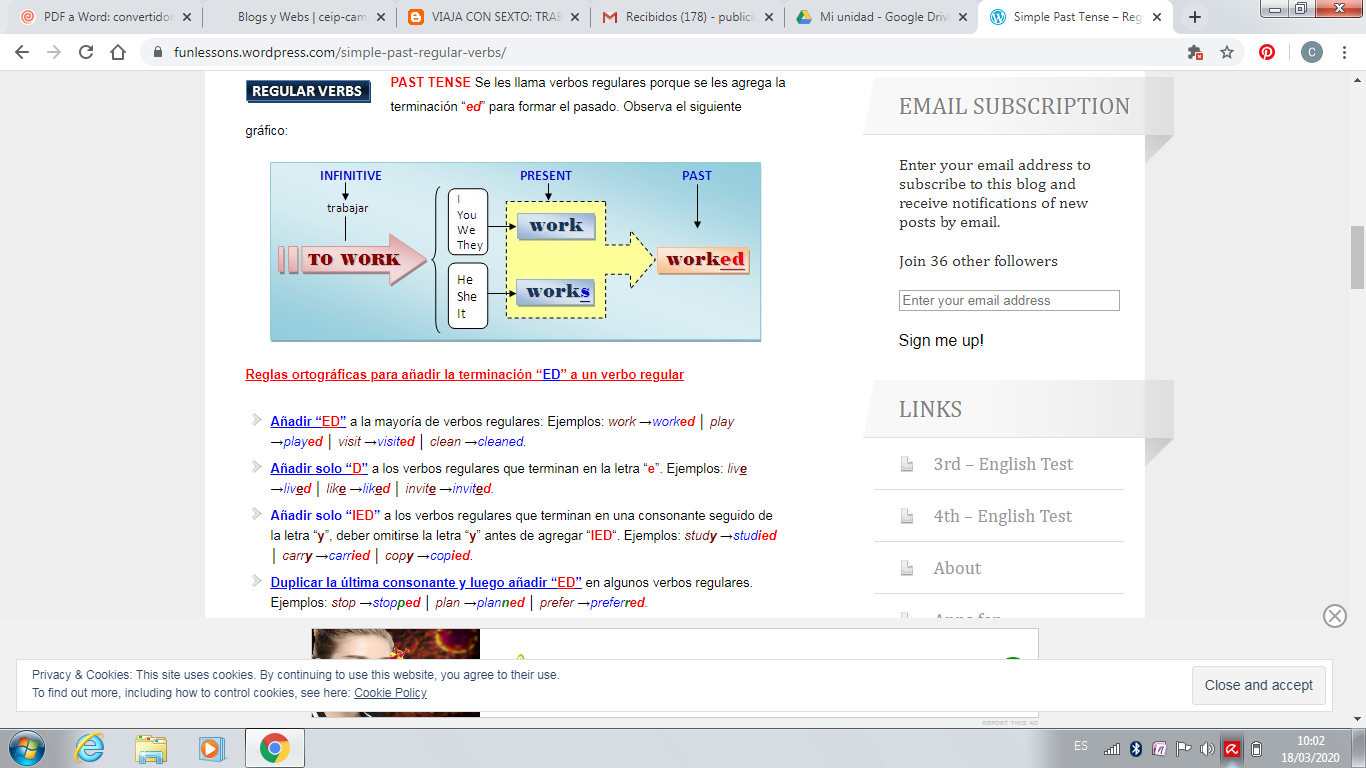 PDF a Word: convertidor
Blogs y Webs | ceip-cam
VIAJA CON SEXTO: TRAB
Recibidos (178) - publici
Mi unidad - Google Driv
Simple Past Tense – Reg
funlessons.wordpress.com/simple-past-regular-verbs/
C
REGULAR VERBS
PAST TENSE Se les llama verbos regulares porque se les agrega la
terminación “ed” para formar el pasado. Observa el siguiente
gráfico:
INFINITIVE
PRESENT
PAST
trabajar
I
You
We
They
work
TO WORK
worked
He
She
It
works
Reglas ortográficas para añadir la terminación “ED” a un verbo regular
Añadir “ED” a la mayoría de verbos regulares: Ejemplos: work →worked │ play
→played │ visit →visited │ clean →cleaned.
Añadir solo “D” a los verbos regulares que terminan en la letra “e”. Ejemplos: live
→lived │ like →liked │ invite →invited.
Añadir solo “IED” a los verbos regulares que terminan en una consonante seguido de
la letra “y”, deber omitirse la letra “y” antes de agregar “IED“. Ejemplos: study →studied
│ carry →carried │ copy →copied.
Duplicar la última consonante y luego añadir “ED” en algunos verbos regulares.
Ejemplos: stop →stopped │ plan →planned │ prefer →preferred.
EMAIL SUBSCRIPTION
Enter your email address to
subscribe to this blog and
receive notifications of new
posts by email.
Join 36 other followers
Enter your email address
Sign me up!
LINKS
3rd – English Test
4th – English Test
About
Apps for
Privacy & Cookies: This site uses cookies. By continuing to use this website, you agree to their use.
To find out more, including how to control cookies, see here: Cookie Policy
Close and accept
REPORT THIS AD
ES
10:02
18/03/2020